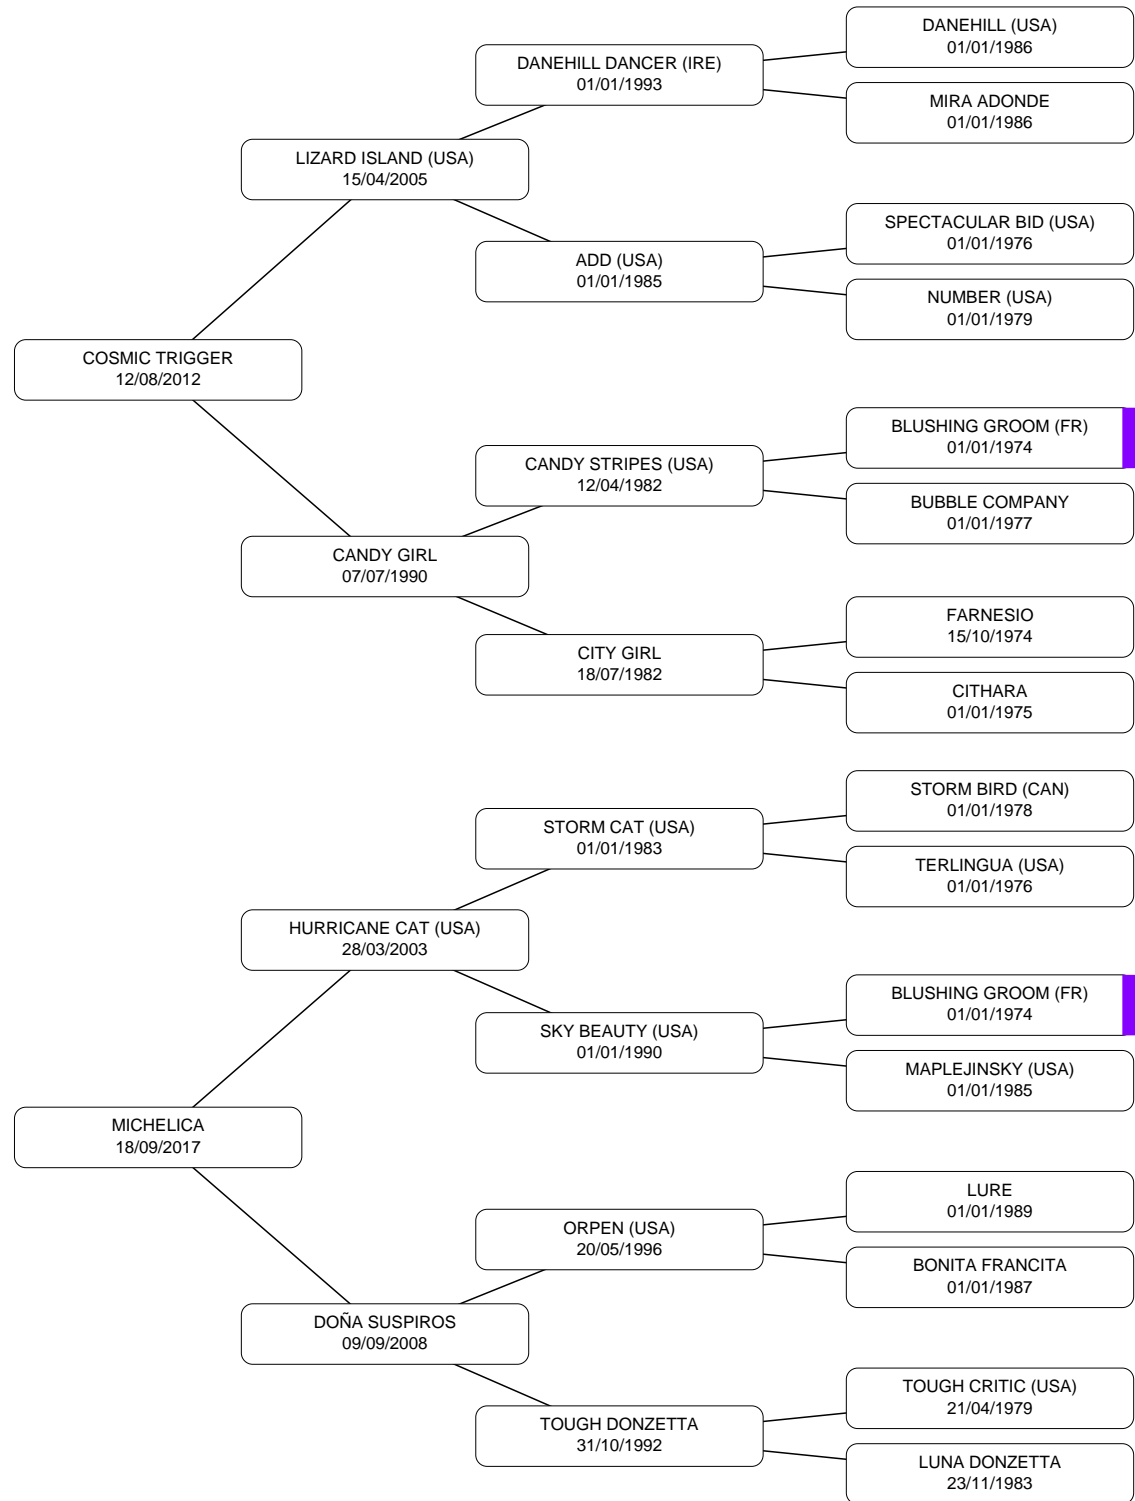 DANEHILL (USA)
01/01/1986
DANEHILL DANCER (IRE)
01/01/1993
MIRA ADONDE
01/01/1986
LIZARD ISLAND (USA)
15/04/2005
SPECTACULAR BID (USA)
01/01/1976
ADD (USA)
01/01/1985
NUMBER (USA)
01/01/1979
COSMIC TRIGGER
12/08/2012
BLUSHING GROOM (FR)
01/01/1974
CANDY STRIPES (USA)
12/04/1982
BUBBLE COMPANY
01/01/1977
CANDY GIRL
07/07/1990
FARNESIO
15/10/1974
CITY GIRL
18/07/1982
CITHARA
01/01/1975
STORM BIRD (CAN)
01/01/1978
STORM CAT (USA)
01/01/1983
TERLINGUA (USA)
01/01/1976
HURRICANE CAT (USA)
28/03/2003
BLUSHING GROOM (FR)
01/01/1974
SKY BEAUTY (USA)
01/01/1990
MAPLEJINSKY (USA)
01/01/1985
MICHELICA
18/09/2017
LURE
01/01/1989
ORPEN (USA)
20/05/1996
BONITA FRANCITA
01/01/1987
DOÑA SUSPIROS
09/09/2008
TOUGH CRITIC (USA)
21/04/1979
TOUGH DONZETTA
31/10/1992
LUNA DONZETTA
23/11/1983